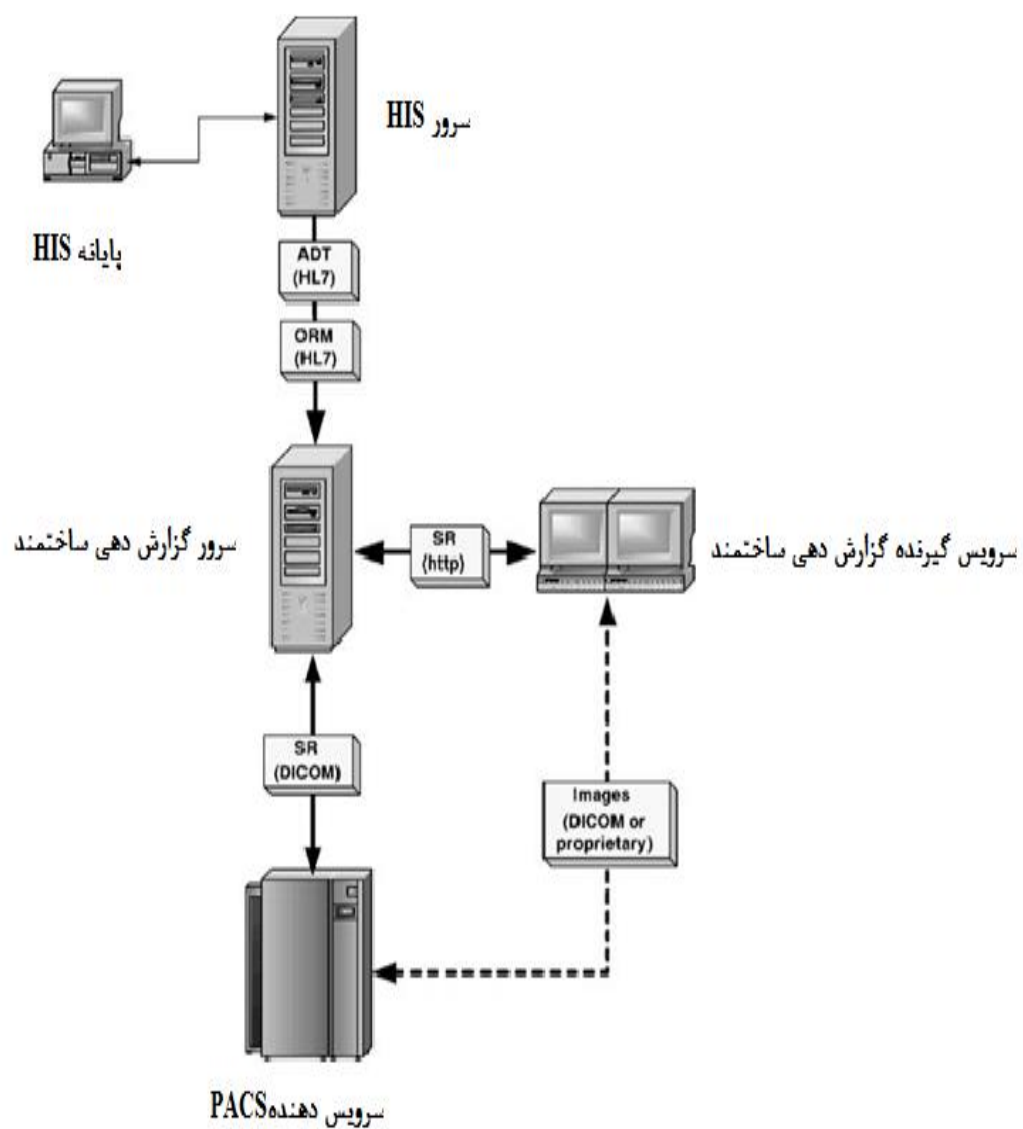 سرور HIS
پایانه HIS
ADT
(HL7)
ORM
(HL7)
سرور گزارش دهی ساختمند
SR
(http)
سرویس گیرنده گزارش دهی ساختمند
SR
(DICOM)
Images
(DICOM or
proprietary)
سرویس دهندهPACS